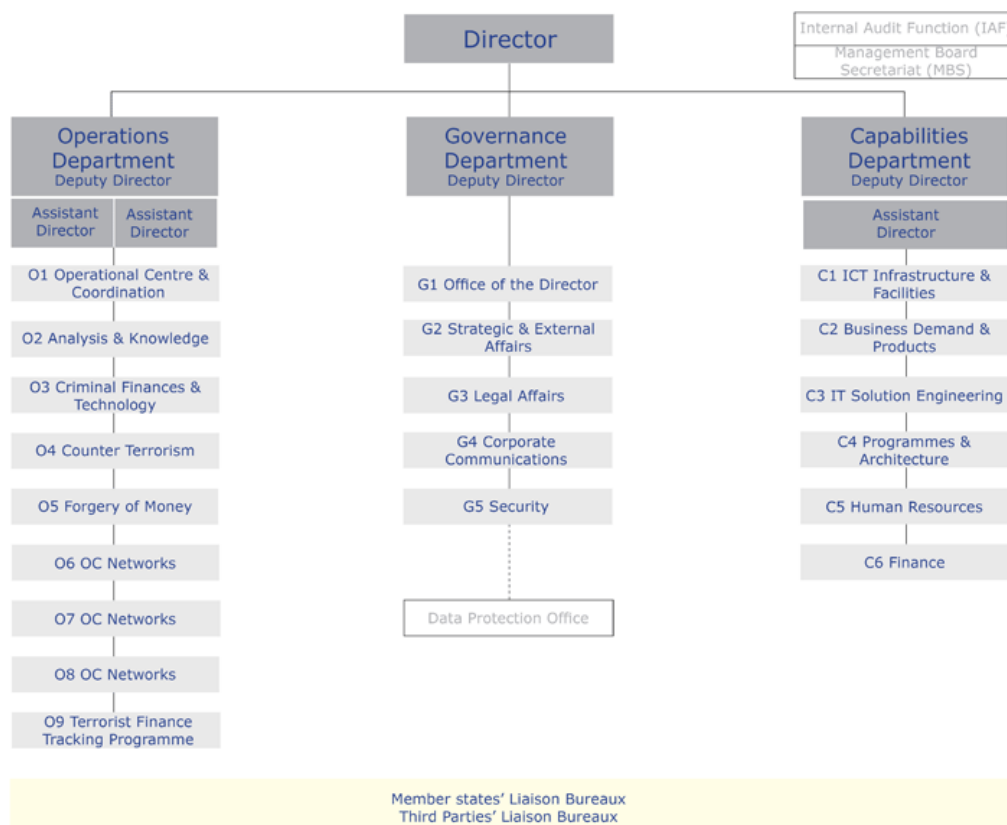 Director
Internal Audit Function (IAF)
Management Board
Secretariat (MBS)
Operations
Department
Deputy Director
Assistant
Director
Assistant
Director
O1 Operational Centre &
Coordination
O2 Analysis & Knowledge
O3 Criminal Finances &
Technology
O4 Counter Terrorism
O5 Forgery of Money
O6 OC Networks
O7 OC Networks
O8 OC Networks
O9 Terrorist Finance
Tracking Programme
Governance
Department
Deputy Director
G1 Office of the Director
G2 Strategic & External
Affairs
G3 Legal Affairs
G4 Corporate
Communications
G5 Security
Data Protection Office
Capabilities
Department
Deputy Director
Assistant
Director
C1 ICT Infrastructure &
Facilities
C2 Business Demand &
Products
C3 IT Solution Engineering
C4 Programmes &
Architecture
C5 Human Resources
C6 Finance
Member states’ Liaison Bureaux
Third Parties’ Liaison Bureaux